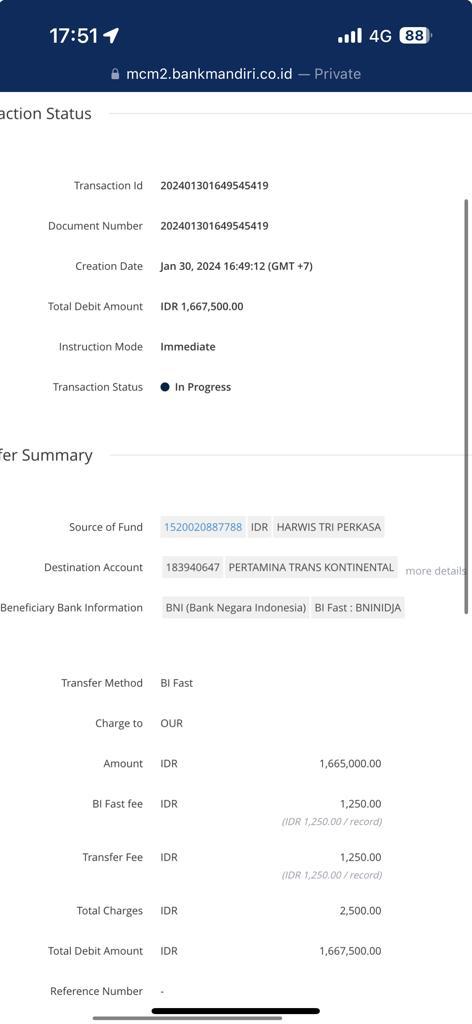 17:51 4G 88
mcm2.bankmandiri.co.id — Private
action Status
Transaction Id 202401301649545419
Document Number 202401301649545419
Creation Date Jan 30, 2024 16:49:12 (GMT +7)
Total Debit Amount IDR 1,667,500.00
Instruction Mode Immediate
Transaction Status In Progress
fer Summary
Source of Fund 1520020887788 IDR HARWIS TRI PERKASA
Destination Account 183940647 PERTAMINA TRANS KONTINENTAL more details
Beneficiary Bank Information BNI (Bank Negara Indonesia) BI Fast : BNINIDJA
Transfer Method BI Fast
Charge to OUR
Amount IDR 1,665,000.00
BI Fast fee IDR 1,250.00
(IDR 1,250.00 / record)
Transfer Fee IDR 1,250.00
(IDR 1,250.00 / record)
Total Charges IDR 2,500.00
Total Debit Amount IDR 1,667,500.00
Reference Number -